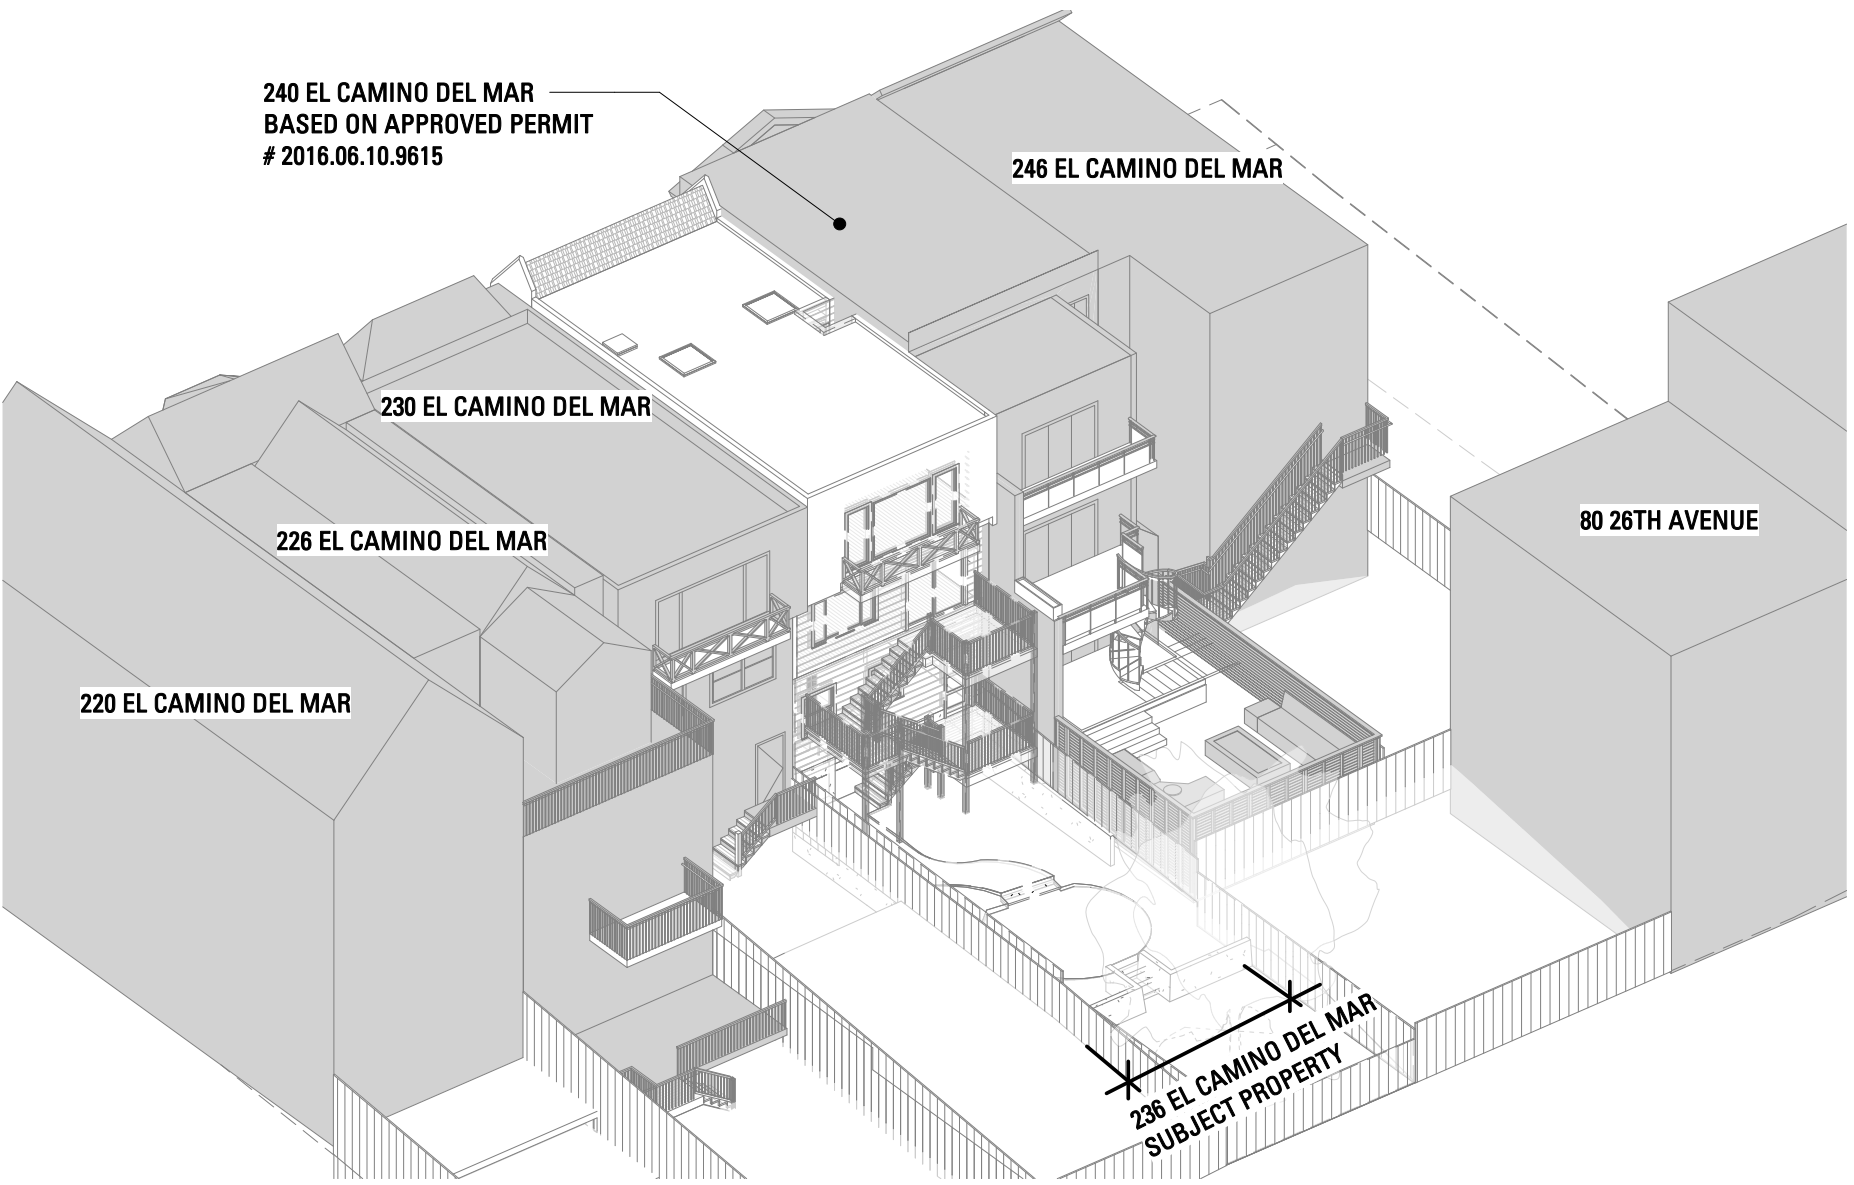 240 EL CAMINO DEL MAR
BASED ON APPROVED PERMIT
# 2016.06.10.9615
246 EL CAMINO DEL MAR
230 EL CAMINO DEL MAR
80 26TH AVENUE
226 EL CAMINO DEL MAR
220 EL CAMINO DEL MAR
236 EL CAMINO DEL MAR
SUBJECT PROPERTY